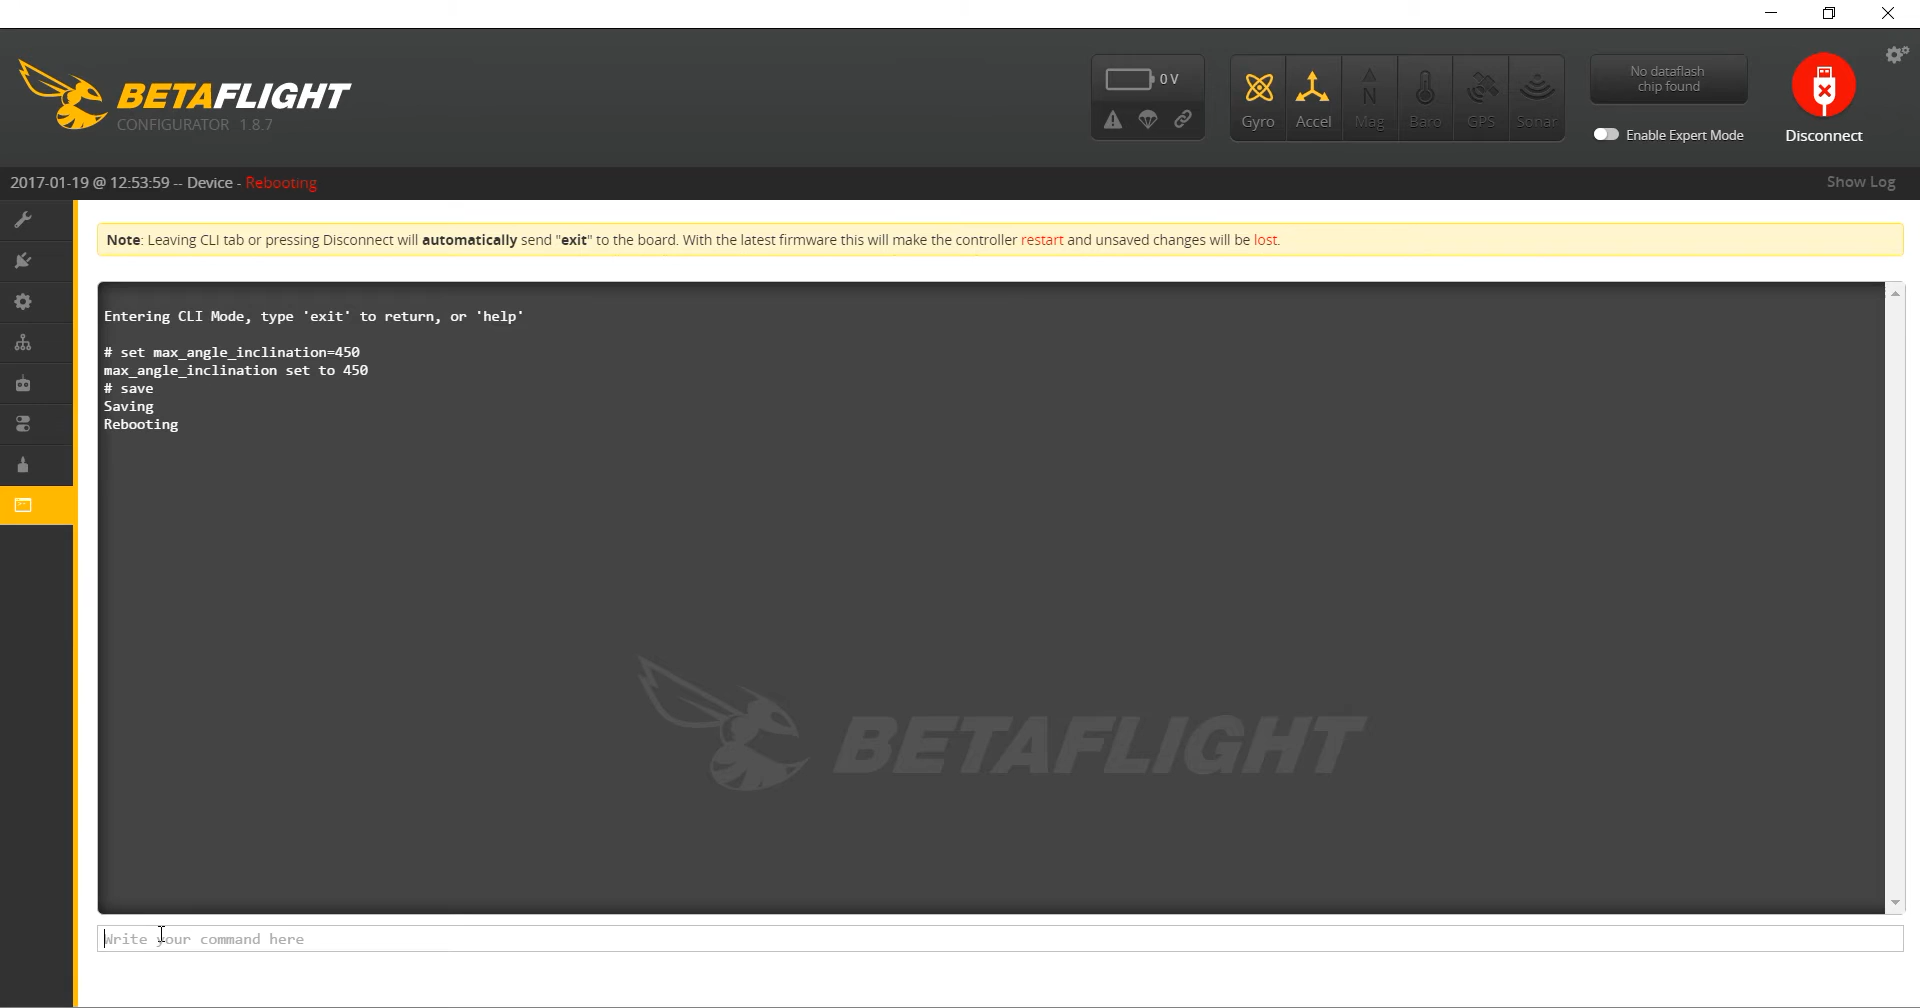 BETAFLIGHT
CONFIGURATOR 1.8.7
0 V
Gyro
Accel
Mag
Baro
GPS
Sonar
No dataflash
chip found
Enable Expert Mode
Disconnect
2017-01-19 @ 12:53:59 -- Device - Rebooting
Show Log
Note: Leaving CLI tab or pressing Disconnect will automatically send "exit" to the board. With the latest firmware this will make the controller restart and unsaved changes will be lost.
Entering CLI Mode, type 'exit' to return, or 'help'
# set max_angle_inclination=450
max_angle_inclination set to 450
# save
Saving
Rebooting
BETAFLIGHT
Write your command here